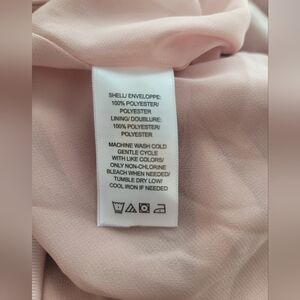 SHELL/ ENVELOPPE:
100% POLYESTER/
POLYESTER
LINING/ DOUBLURE:
100% POLYESTER/
POLYESTER
MACHINE WASH COLD
GENTLE CYCLE
WITH LIKE COLORS/
ONLY NON-CHLORINE
BLEACH WHEN NEEDED/
TUMBLE DRY LOW/
COOL IRON IF NEEDED